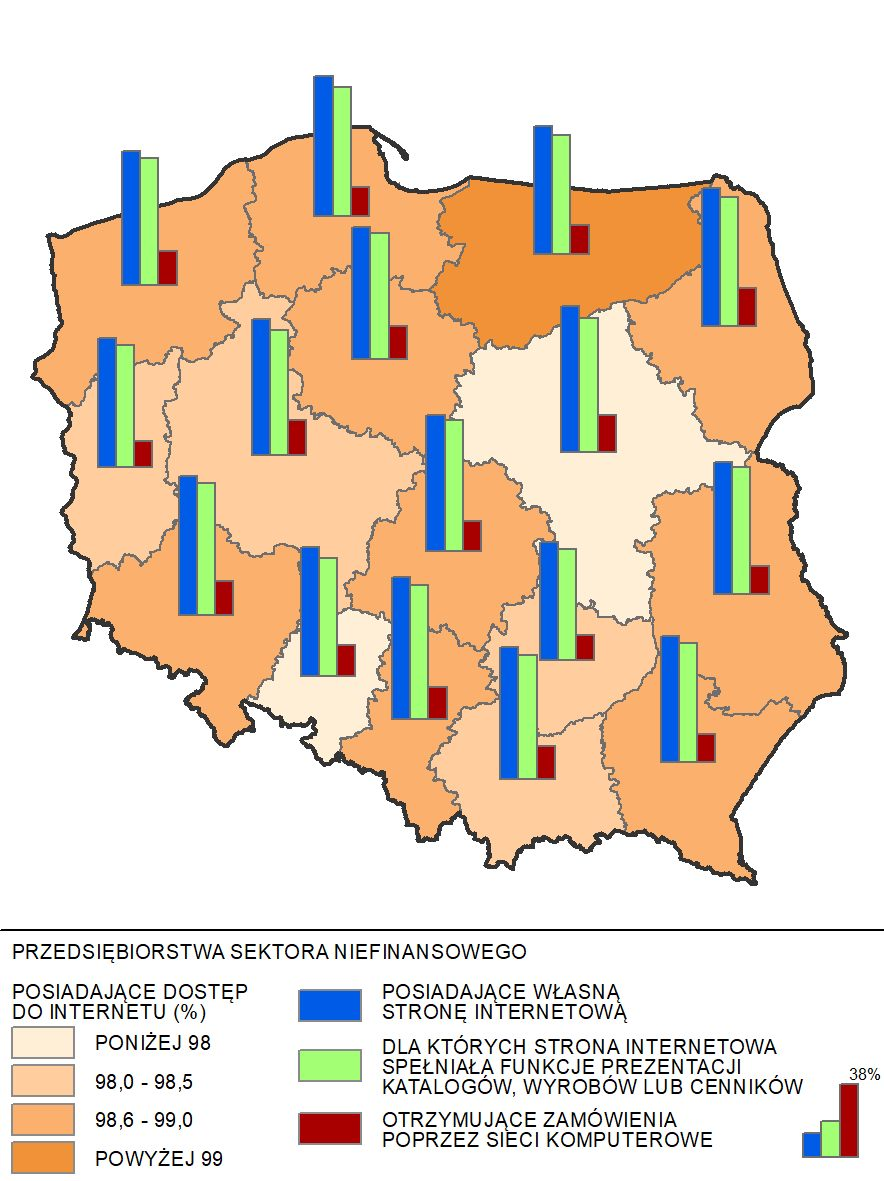 PRZEDSIĘBIORSTWA SEKTORA NIEFINANSOWEGO
POSIADAJĄCE DOSTĘP
DO INTERNETU (%)
PONIŻEJ 98
98,0 - 98,5
98,6 - 99,0
POWYŻEJ 99
POSIADAJĄCE WŁASNĄ
STRONĘ INTERNETOWĄ
DLA KTÓRYCH STRONA INTERNETOWA
SPEŁNIAŁA FUNKCJE PREZENTACJI
KATALOGÓW, WYROBÓW LUB CENNIKÓW
OTRZYMUJĄCE ZAMÓWIENIA
POPRZEZ SIECI KOMPUTEROWE
38%